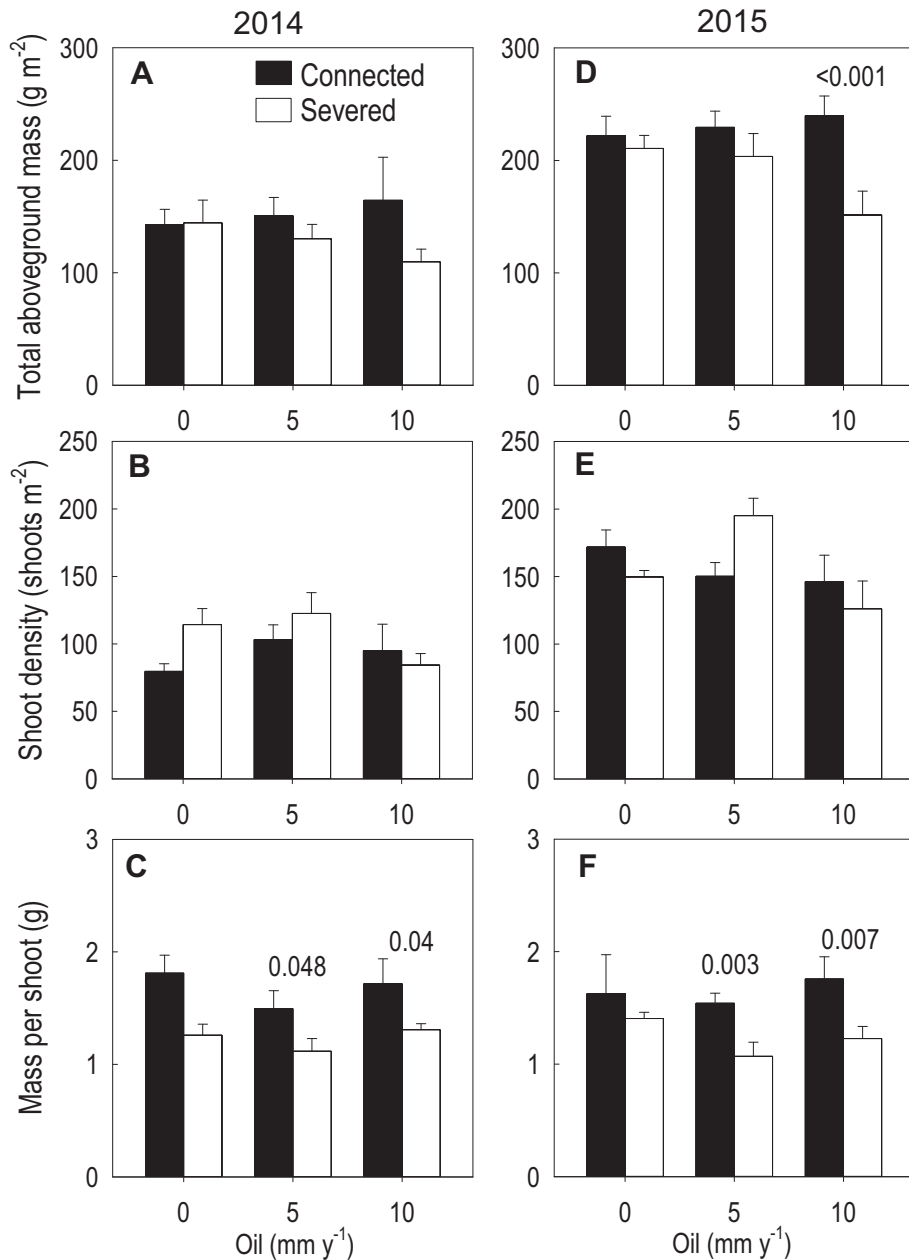 2014
2015
Total aboveground mass (g m⁻²)
300
200
100
0
A
Connected
Severed
0 5 10
300
200
100
0
D
<0.001
0 5 10
Shoot density (shoots m⁻²)
250
200
150
100
50
0
B
0 5 10
250
200
150
100
50
0
E
0 5 10
Mass per shoot (g)
3
2
1
0
C
0.048
0.04
0 5 10
Oil (mm y⁻¹)
3
2
1
0
F
0.003
0.007
0 5 10
Oil (mm y⁻¹)